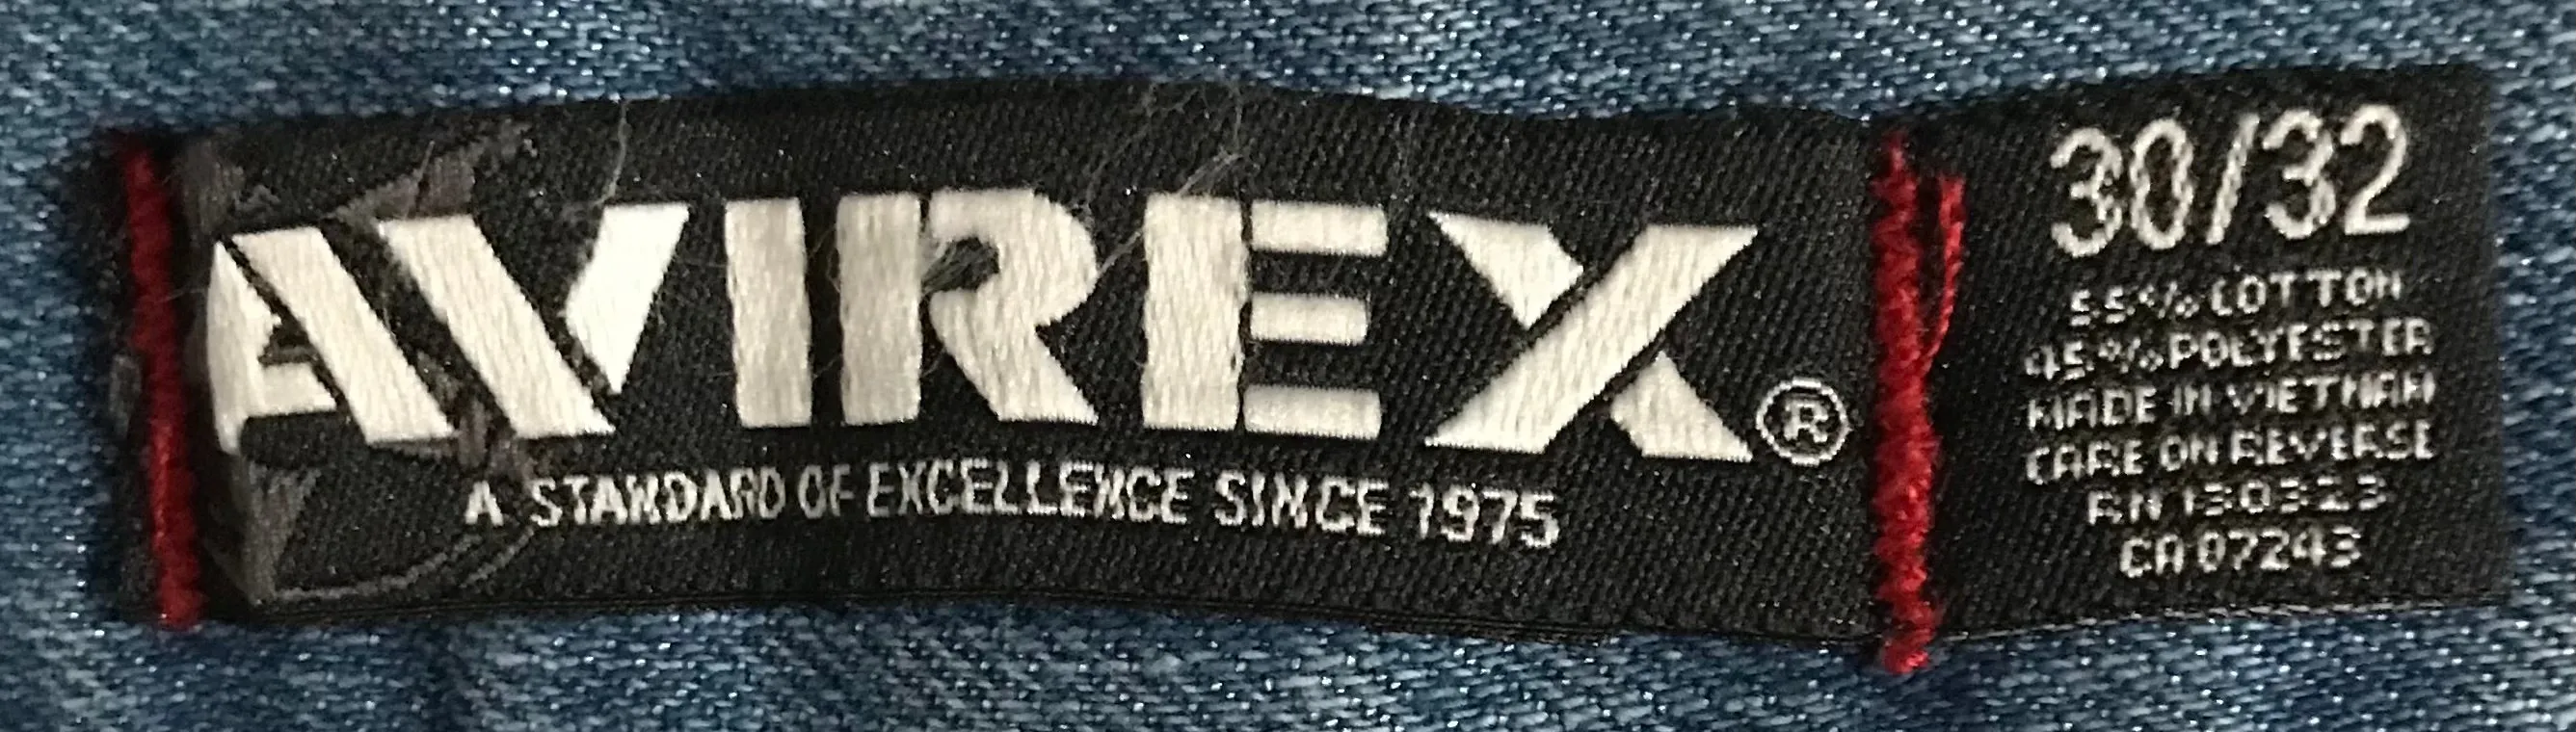 AVIREX®
A STANDARD OF EXCELLENCE SINCE 1975
30/32
55% COTTON
45% POLYESTER
MADE IN VIETNAM
CARE ON REVERSE
RN 130323
CA 07243